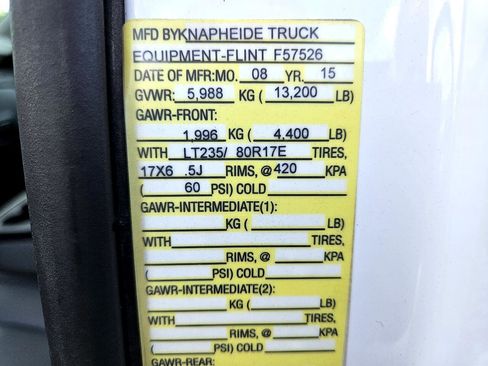 MFD BY KNAPHEIDE TRUCK
EQUIPMENT-FLINT F57526
DATE OF MFR: MO. 08 YR. 15
GVWR: 5,988 KG ( 13,200 LB)
GAWR-FRONT:
1,996 KG ( 4,400 LB)
WITH LT235/ 80R17E TIRES,
17X6 .5J RIMS, @ 420 KPA
( 60 PSI) COLD
GAWR-INTERMEDIATE(1):
KG ( LB)
WITH TIRES,
RIMS, @ KPA
( PSI) COLD
GAWR-INTERMEDIATE(2):
KG ( LB)
WITH TIRES,
RIMS, @ KPA
( PSI) COLD
GAWR-REAR: